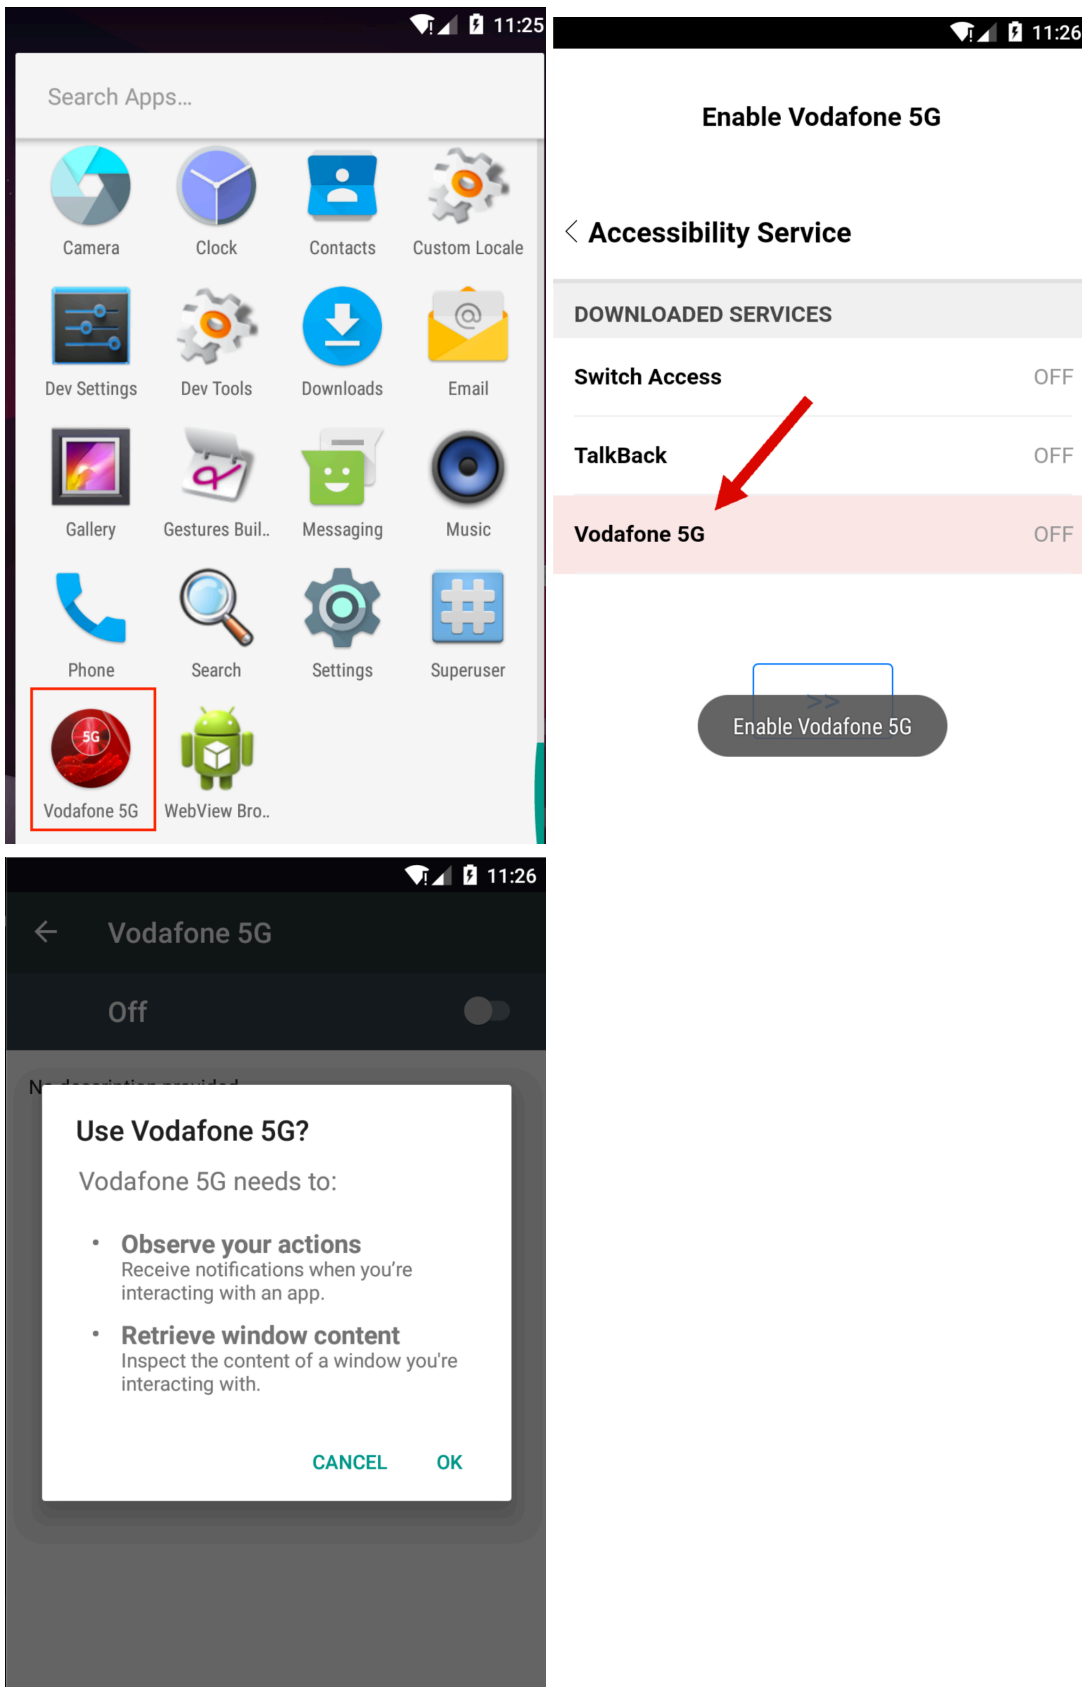 11:25
Search Apps...
Camera
Clock
Contacts
Custom Locale
Dev Settings
Dev Tools
Downloads
@
Email
Gallery
Gestures Buil..
Messaging
Music
Phone
Search
Settings
Superuser
5G
Vodafone 5G
WebView Bro..
11:26
Enable Vodafone 5G
< Accessibility Service
DOWNLOADED SERVICES
Switch Access OFF
TalkBack OFF
Vodafone 5G OFF
>>
Enable Vodafone 5G
11:26
Vodafone 5G
Off
No description provided.
Use Vodafone 5G?
Vodafone 5G needs to:
• Observe your actions
Receive notifications when you're
interacting with an app.
• Retrieve window content
Inspect the content of a window you're
interacting with.
CANCEL OK